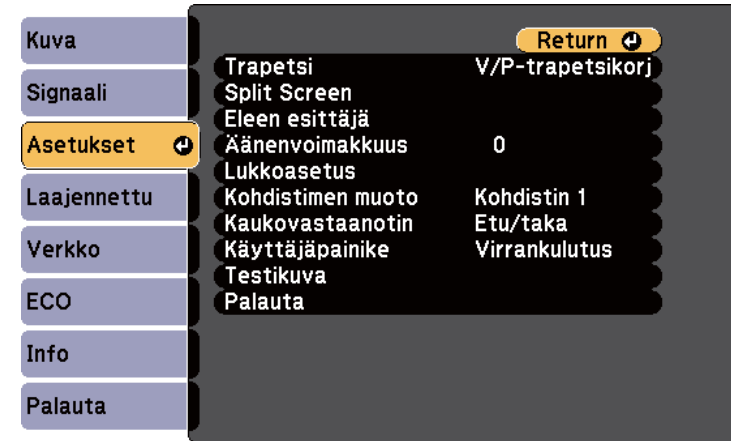 Kuva
Signaali
Asetukset
Laajennettu
Verkko
ECO
Info
Palauta
Return
Trapetsi V/P-trapetsikorj
Split Screen
Eleen esittäjä
Äänenvoimakkuus 0
Lukkoasetus
Kohdistimen muoto Kohdistin 1
Kaukovastaanotin Etu/taka
Käyttäjäpainike Virrankulutus
Testikuva
Palauta